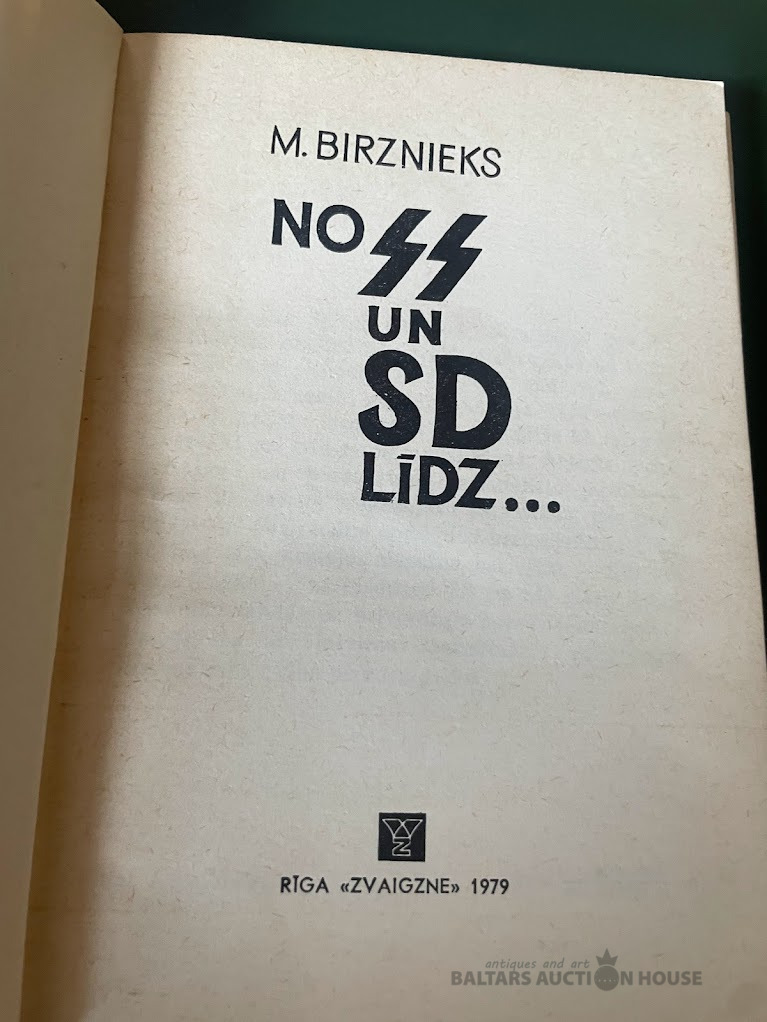 M. BIRZNIEKS
NO SS
UN
SD
LĪDZ...
RĪGA «ZVAIGZNE» 1979
antiques and art
BALTARS AUCTION HOUSE